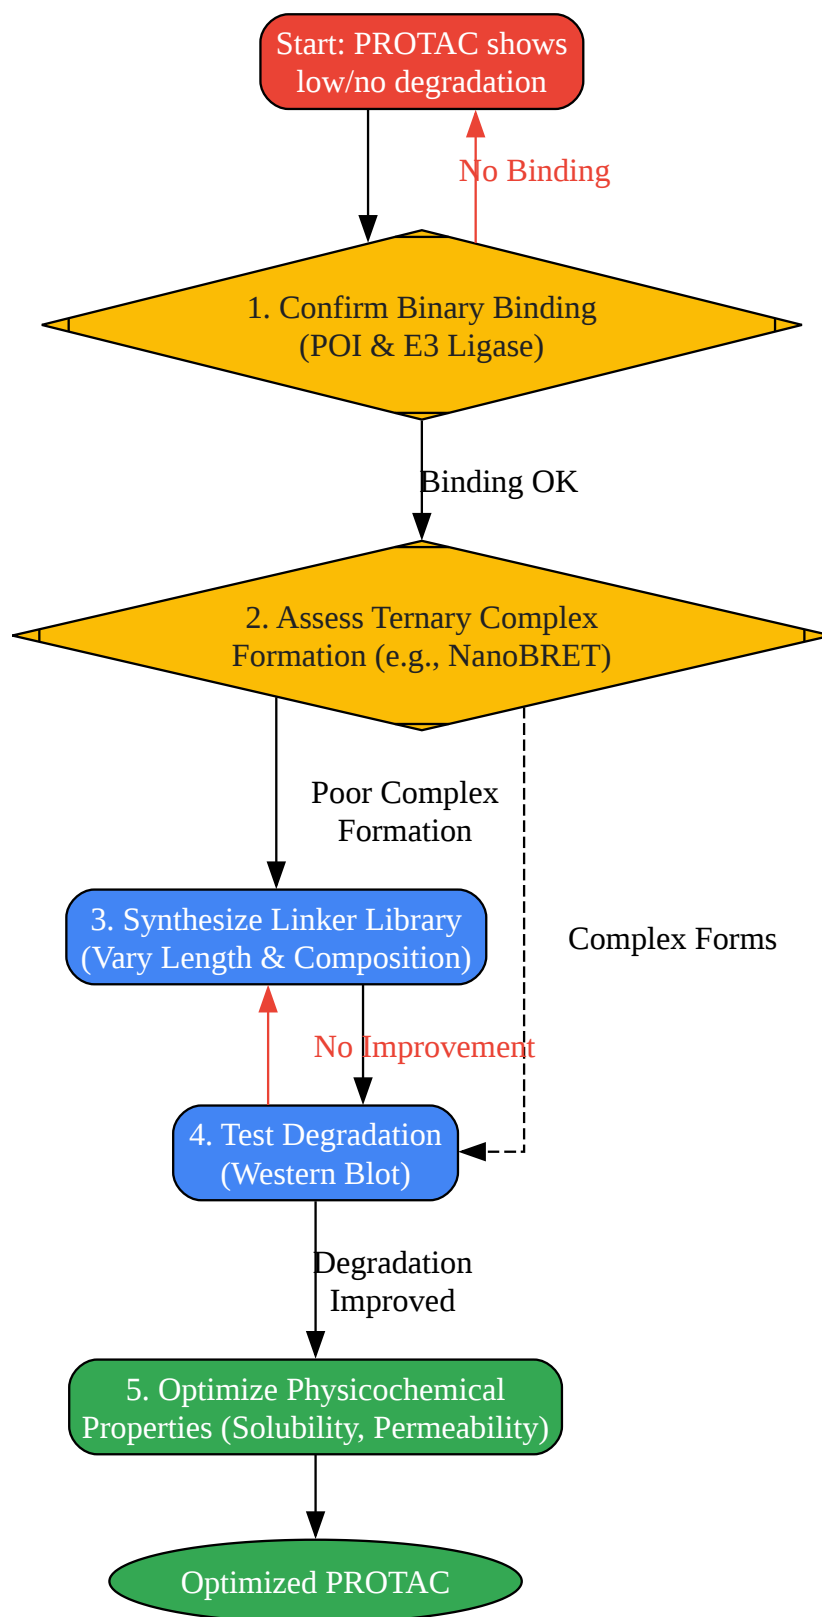 Start: PROTAC shows
low/no degradation
No Binding
1. Confirm Binary Binding
(POI & E3 Ligase)
Binding OK
2. Assess Ternary Complex
Formation (e.g., NanoBRET)
Poor Complex
Formation
3. Synthesize Linker Library
(Vary Length & Composition)
Complex Forms
No Improvement
4. Test Degradation
(Western Blot)
Degradation
Improved
5. Optimize Physicochemical
Properties (Solubility, Permeability)
Optimized PROTAC